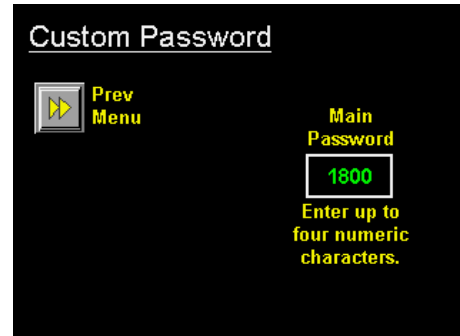 Custom Password
Prev
Menu
Main
Password
1800
Enter up to
four numeric
characters.